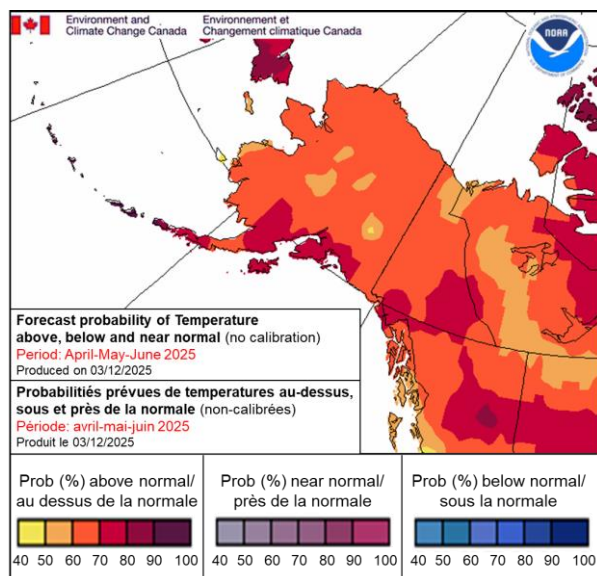 Environment and
Climate Change Canada
Environnement et
Changement climatique Canada
NOAA
Forecast probability of Temperature
above, below and near normal (no calibration)
Period: April-May-June 2025
Produced on 03/12/2025
Probabilitiés prévues de temperatures au-dessus,
sous et près de la normale (non-calibrées)
Période: avril-mai-juin 2025
Produit le 03/12/2025
Prob (%) above normal/
au dessus de la normale
40 50 60 70 80 90 100
Prob (%) near normal/
près de la normale
40 50 60 70 80 90 100
Prob (%) below normal/
sous la normale
40 50 60 70 80 90 100